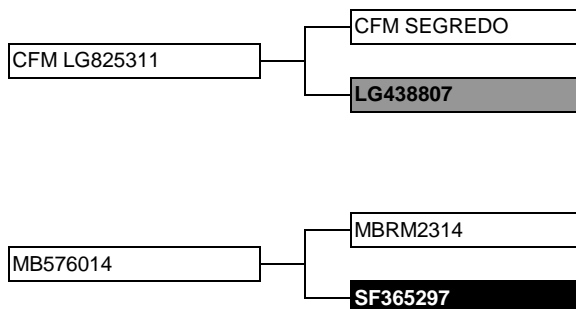 CFM SEGREDO
CFM LG825311
LG438807
MBRM2314
MB576014
SF365297